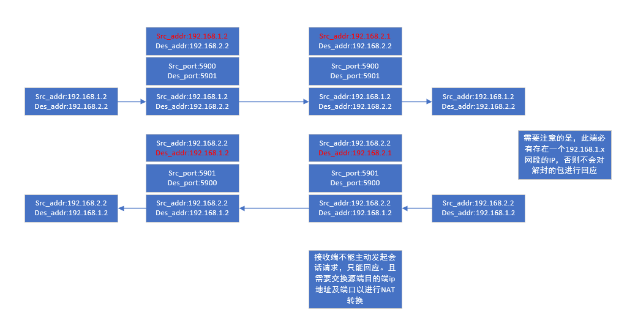 Src_addr:192.168.1.2
Des_addr:192.168.2.2
Src_addr:192.168.2.1
Des_addr:192.168.2.2
Src_port:5900
Des_port:5901
Src_port:5900
Des_port:5901
Src_addr:192.168.1.2
Des_addr:192.168.2.2
Src_addr:192.168.1.2
Des_addr:192.168.2.2
Src_addr:192.168.1.2
Des_addr:192.168.2.2
Src_addr:192.168.1.2
Des_addr:192.168.2.2
Src_addr:192.168.2.2
Des_addr:192.168.1.2
Src_addr:192.168.2.2
Des_addr:192.168.2.1
需要注意的是，此端必
有存在一个192.168.1.x
网段的IP，否则不会对
解封的包进行回应
Src_port:5901
Des_port:5900
Src_port:5901
Des_port:5900
Src_addr:192.168.2.2
Des_addr:192.168.1.2
Src_addr:192.168.2.2
Des_addr:192.168.1.2
Src_addr:192.168.2.2
Des_addr:192.168.1.2
Src_addr:192.168.2.2
Des_addr:192.168.1.2
接收端不能主动发起会
话请求，只能回应。且
需要交换源端目的端ip
地址及端口以进行NAT
转换